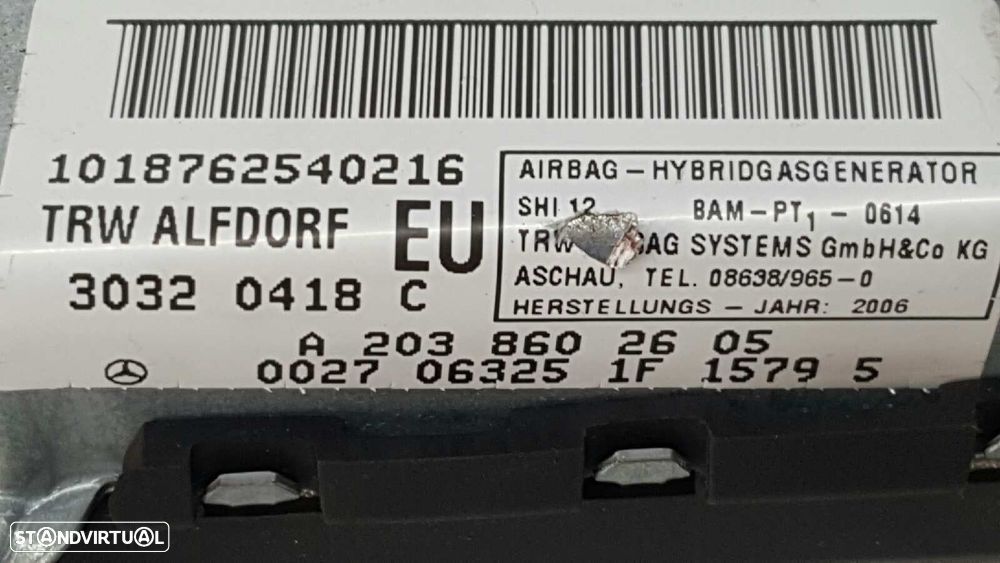 1018762540216
TRW ALFDORF EU
3032 0418 C
AIRBAG – HYBRIDGASGENERATOR
SHI 12 BAM – PT1 – 0614
TRW SYSTEMS GmbH&Co KG
ASCHAU, TEL. 08638/965–0
HERSTELLUNGS – JAHR: 2006
A 203 860 26 05
0027 06325 1F 1579 5
STANDVIRTUAL